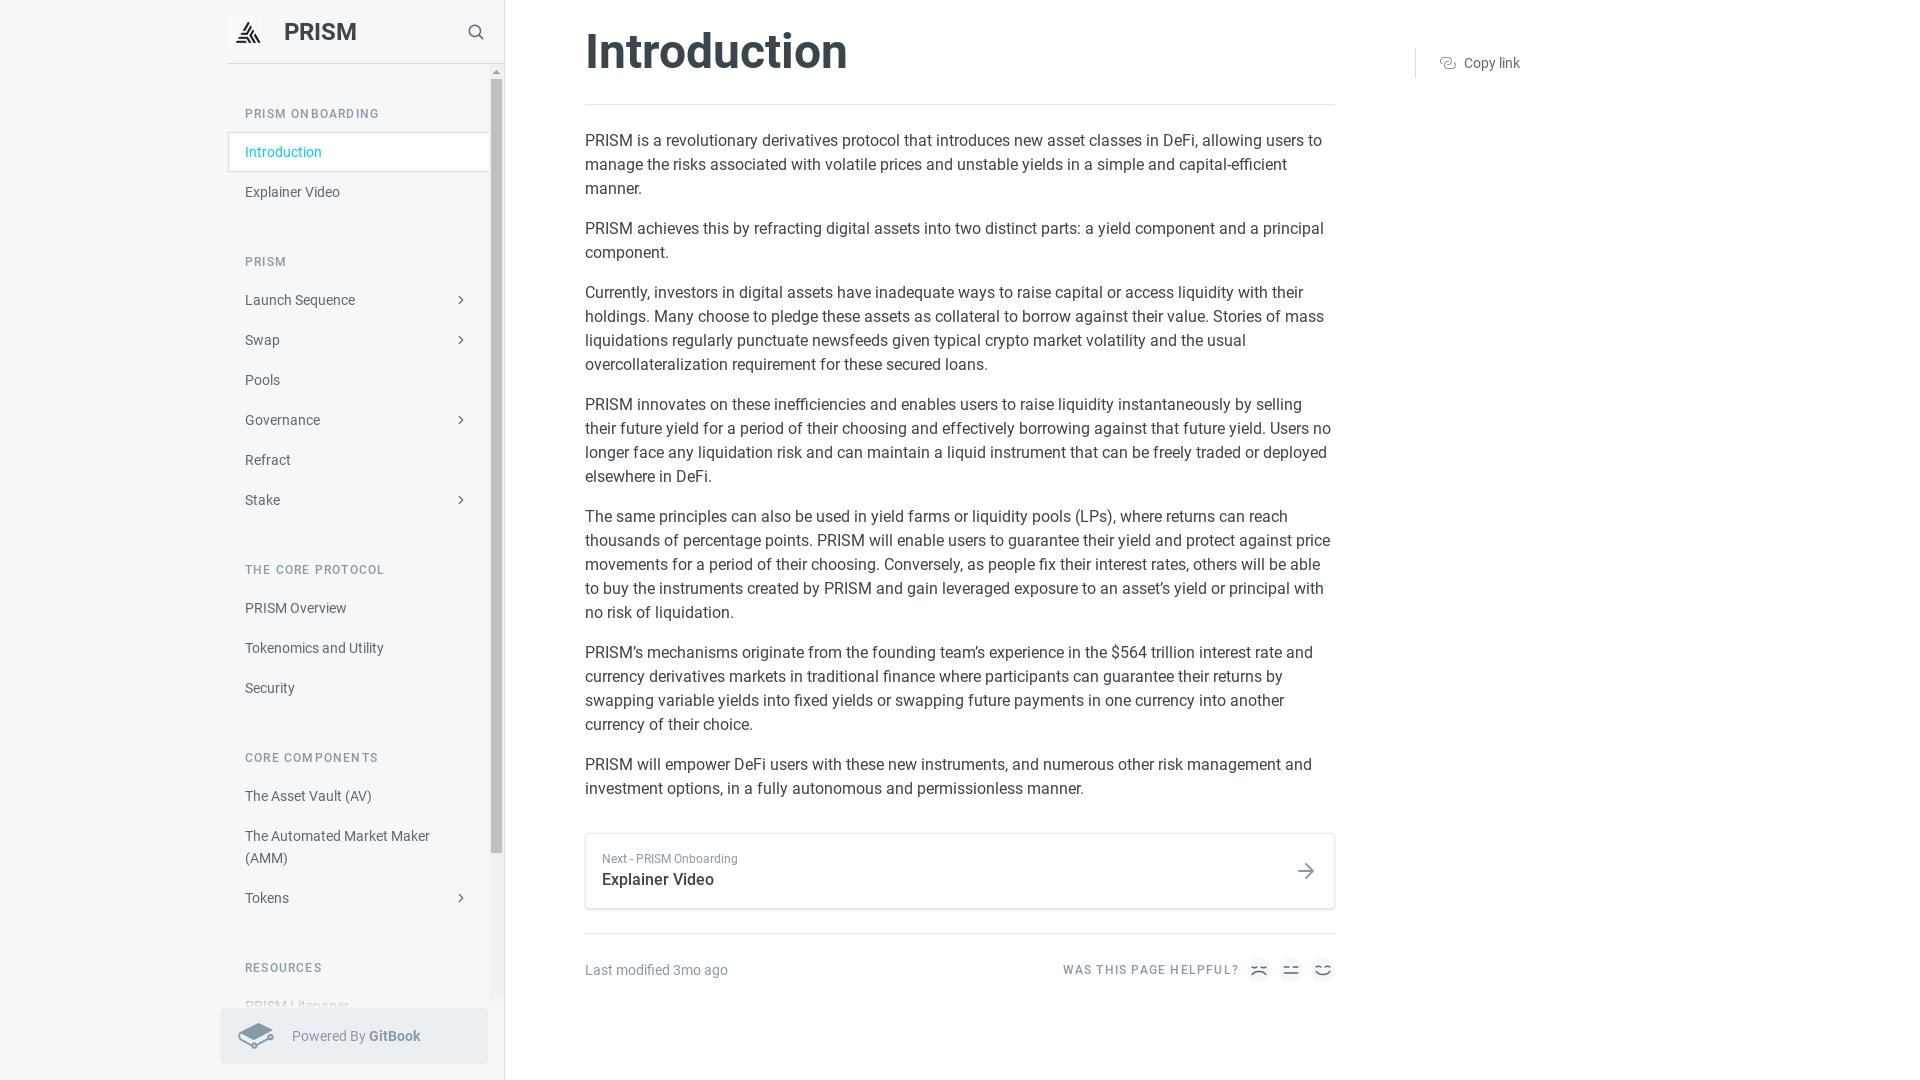 PRISM
PRISM ONBOARDING
Introduction
Explainer Video
PRISM
Launch Sequence
Swap
Pools
Governance
Refract
Stake
THE CORE PROTOCOL
PRISM Overview
Tokenomics and Utility
Security
CORE COMPONENTS
The Asset Vault (AV)
The Automated Market Maker
(AMM)
Tokens
RESOURCES
PRISM Litepaper
Powered By GitBook
Introduction
Copy link
PRISM is a revolutionary derivatives protocol that introduces new asset classes in DeFi, allowing users to
manage the risks associated with volatile prices and unstable yields in a simple and capital-efficient
manner.
PRISM achieves this by refracting digital assets into two distinct parts: a yield component and a principal
component.
Currently, investors in digital assets have inadequate ways to raise capital or access liquidity with their
holdings. Many choose to pledge these assets as collateral to borrow against their value. Stories of mass
liquidations regularly punctuate newsfeeds given typical crypto market volatility and the usual
overcollateralization requirement for these secured loans.
PRISM innovates on these inefficiencies and enables users to raise liquidity instantaneously by selling
their future yield for a period of their choosing and effectively borrowing against that future yield. Users no
longer face any liquidation risk and can maintain a liquid instrument that can be freely traded or deployed
elsewhere in DeFi.
The same principles can also be used in yield farms or liquidity pools (LPs), where returns can reach
thousands of percentage points. PRISM will enable users to guarantee their yield and protect against price
movements for a period of their choosing. Conversely, as people fix their interest rates, others will be able
to buy the instruments created by PRISM and gain leveraged exposure to an asset’s yield or principal with
no risk of liquidation.
PRISM’s mechanisms originate from the founding team’s experience in the $564 trillion interest rate and
currency derivatives markets in traditional finance where participants can guarantee their returns by
swapping variable yields into fixed yields or swapping future payments in one currency into another
currency of their choice.
PRISM will empower DeFi users with these new instruments, and numerous other risk management and
investment options, in a fully autonomous and permissionless manner.
Next - PRISM Onboarding
Explainer Video
Last modified 3mo ago
WAS THIS PAGE HELPFUL?